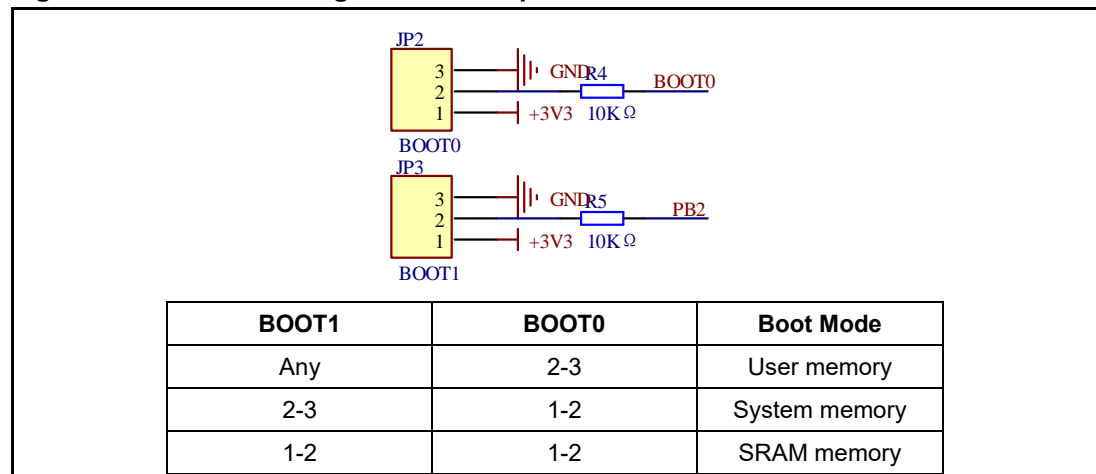 JP2
3 GND R4 BOOT0
2
1 +3V3 10K Ω
BOOT0
JP3
3 GND R5 PB2
2
1 +3V3 10K Ω
BOOT1
BOOT1 BOOT0 Boot Mode
Any 2-3 User memory
2-3 1-2 System memory
1-2 1-2 SRAM memory